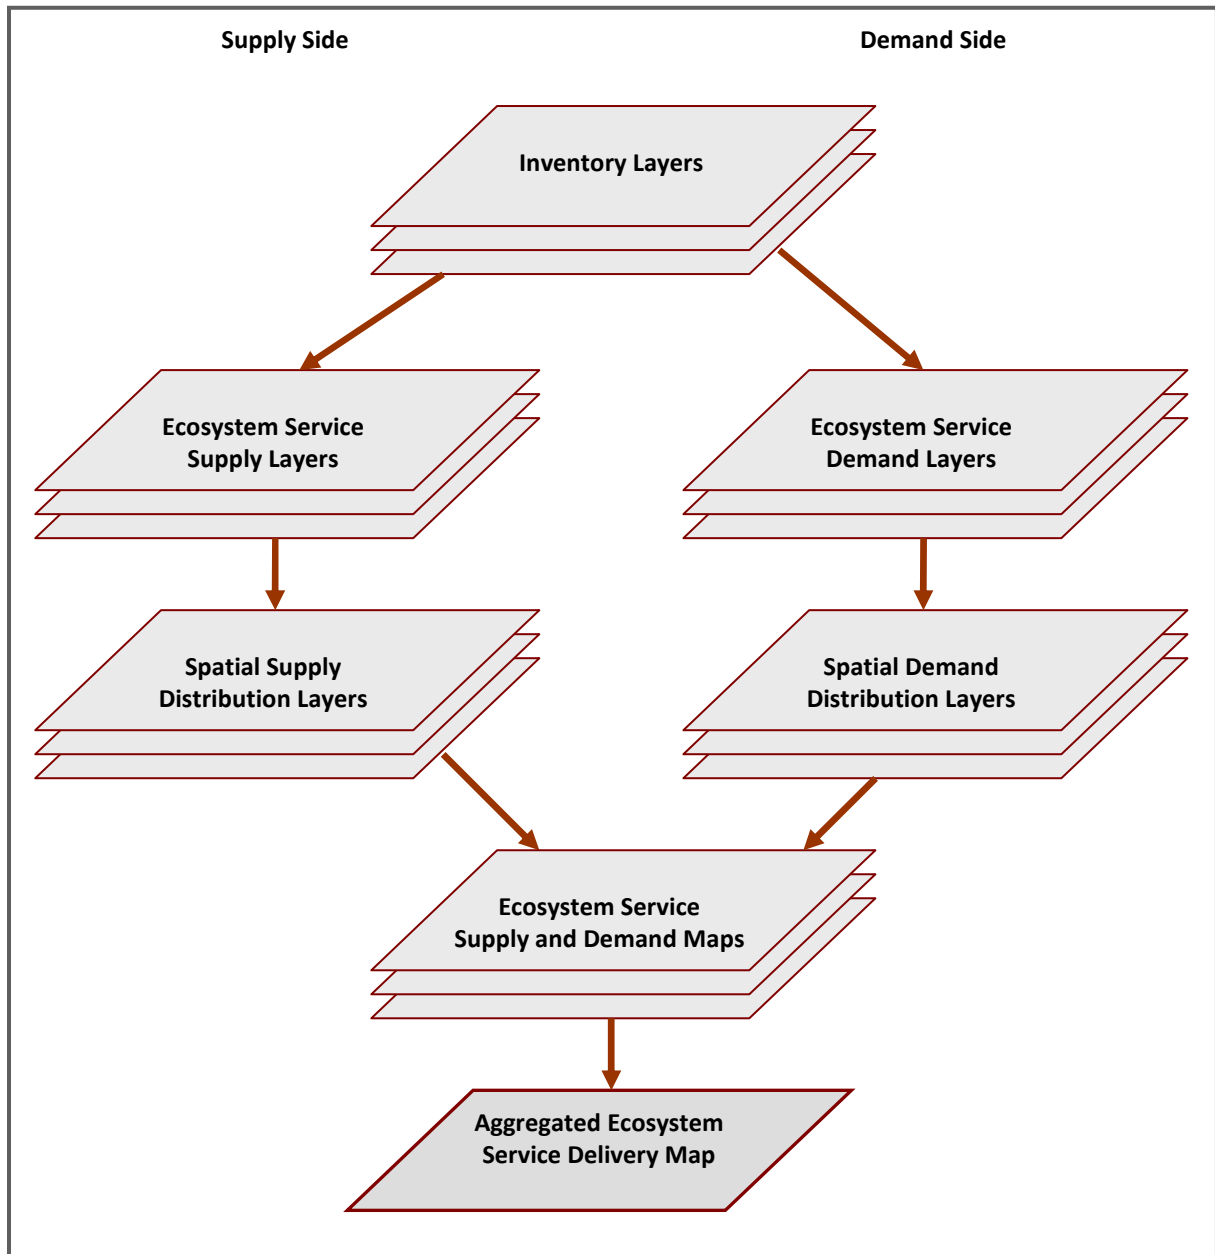 Supply Side
Demand Side
Inventory Layers
Ecosystem Service
Supply Layers
Ecosystem Service
Demand Layers
Spatial Supply
Distribution Layers
Spatial Demand
Distribution Layers
Ecosystem Service
Supply and Demand Maps
Aggregated Ecosystem
Service Delivery Map